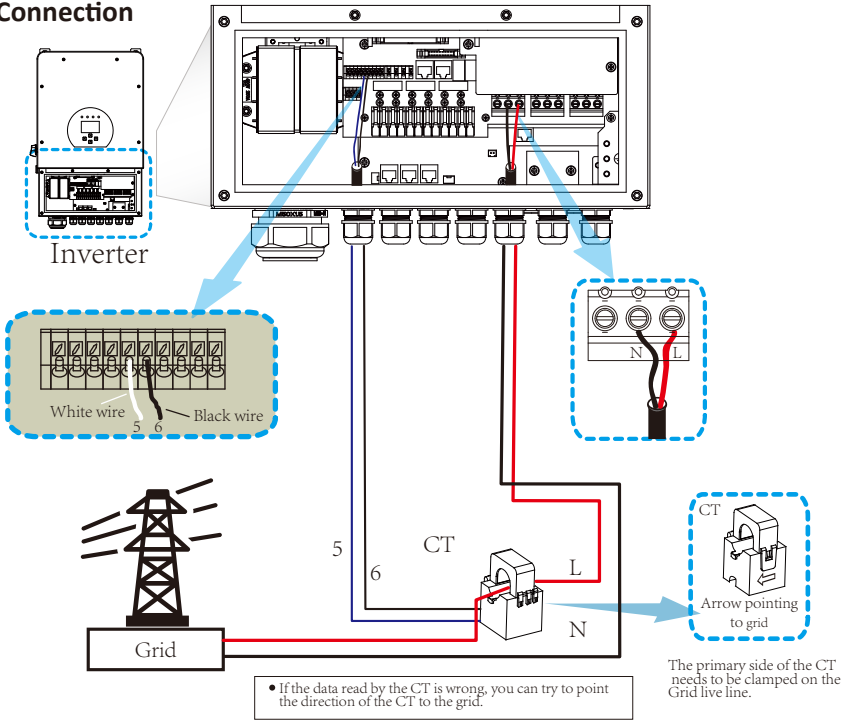 Connection
Inverter
N
L
White wire
Black wire
5
6
5
6
CT
L
N
CT
Arrow pointing
to grid
Grid
• If the data read by the CT is wrong, you can try to point
the direction of the CT to the grid.
The primary side of the CT
needs to be clamped on the
Grid live line.